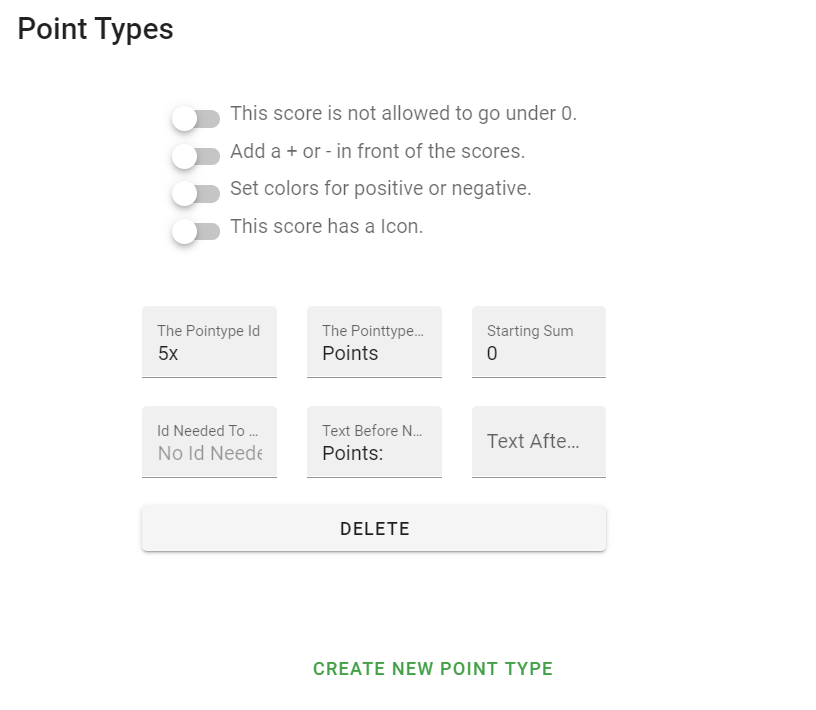 Point Types
This score is not allowed to go under 0.
Add a + or - in front of the scores.
Set colors for positive or negative.
This score has a Icon.
The Pointype Id
5x
The Pointtype...
Points
Starting Sum
0
Id Needed To ...
No Id Neede
Text Before N...
Points:
Text Afte...
DELETE
CREATE NEW POINT TYPE